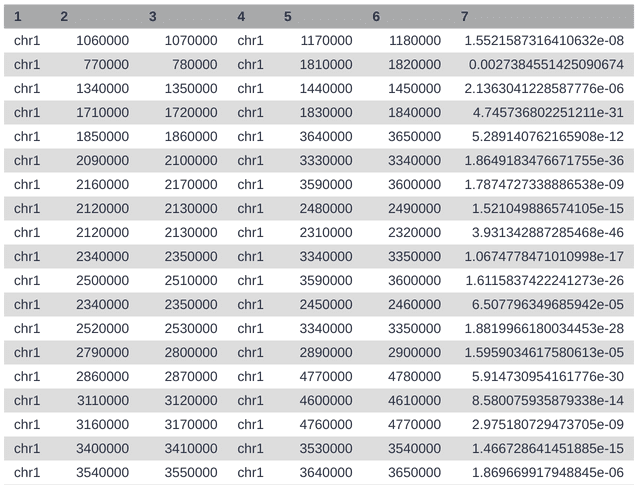 1 2 3 4 5 6 7
chr1 1060000 1070000 chr1 1170000 1180000 1.5521587316410632e-08
chr1 770000 780000 chr1 1810000 1820000 0.0027384551425090674
chr1 1340000 1350000 chr1 1440000 1450000 2.1363041228587776e-06
chr1 1710000 1720000 chr1 1830000 1840000 4.745736802251211e-31
chr1 1850000 1860000 chr1 3640000 3650000 5.289140762165908e-12
chr1 2090000 2100000 chr1 3330000 3340000 1.8649183476671755e-36
chr1 2160000 2170000 chr1 3590000 3600000 1.7874727338886538e-09
chr1 2120000 2130000 chr1 2480000 2490000 1.521049886574105e-15
chr1 2120000 2130000 chr1 2310000 2320000 3.931342887285468e-46
chr1 2340000 2350000 chr1 3340000 3350000 1.0674778471010998e-17
chr1 2500000 2510000 chr1 3590000 3600000 1.6115837422241273e-26
chr1 2340000 2350000 chr1 2450000 2460000 6.507796349685942e-05
chr1 2520000 2530000 chr1 3340000 3350000 1.8819966180034453e-28
chr1 2790000 2800000 chr1 2890000 2900000 1.5959034617580613e-05
chr1 2860000 2870000 chr1 4770000 4780000 5.914730954161776e-30
chr1 3110000 3120000 chr1 4600000 4610000 8.580075935879338e-14
chr1 3160000 3170000 chr1 4760000 4770000 2.975180729473705e-09
chr1 3400000 3410000 chr1 3530000 3540000 1.466728641451885e-15
chr1 3540000 3550000 chr1 3640000 3650000 1.869669917948845e-06